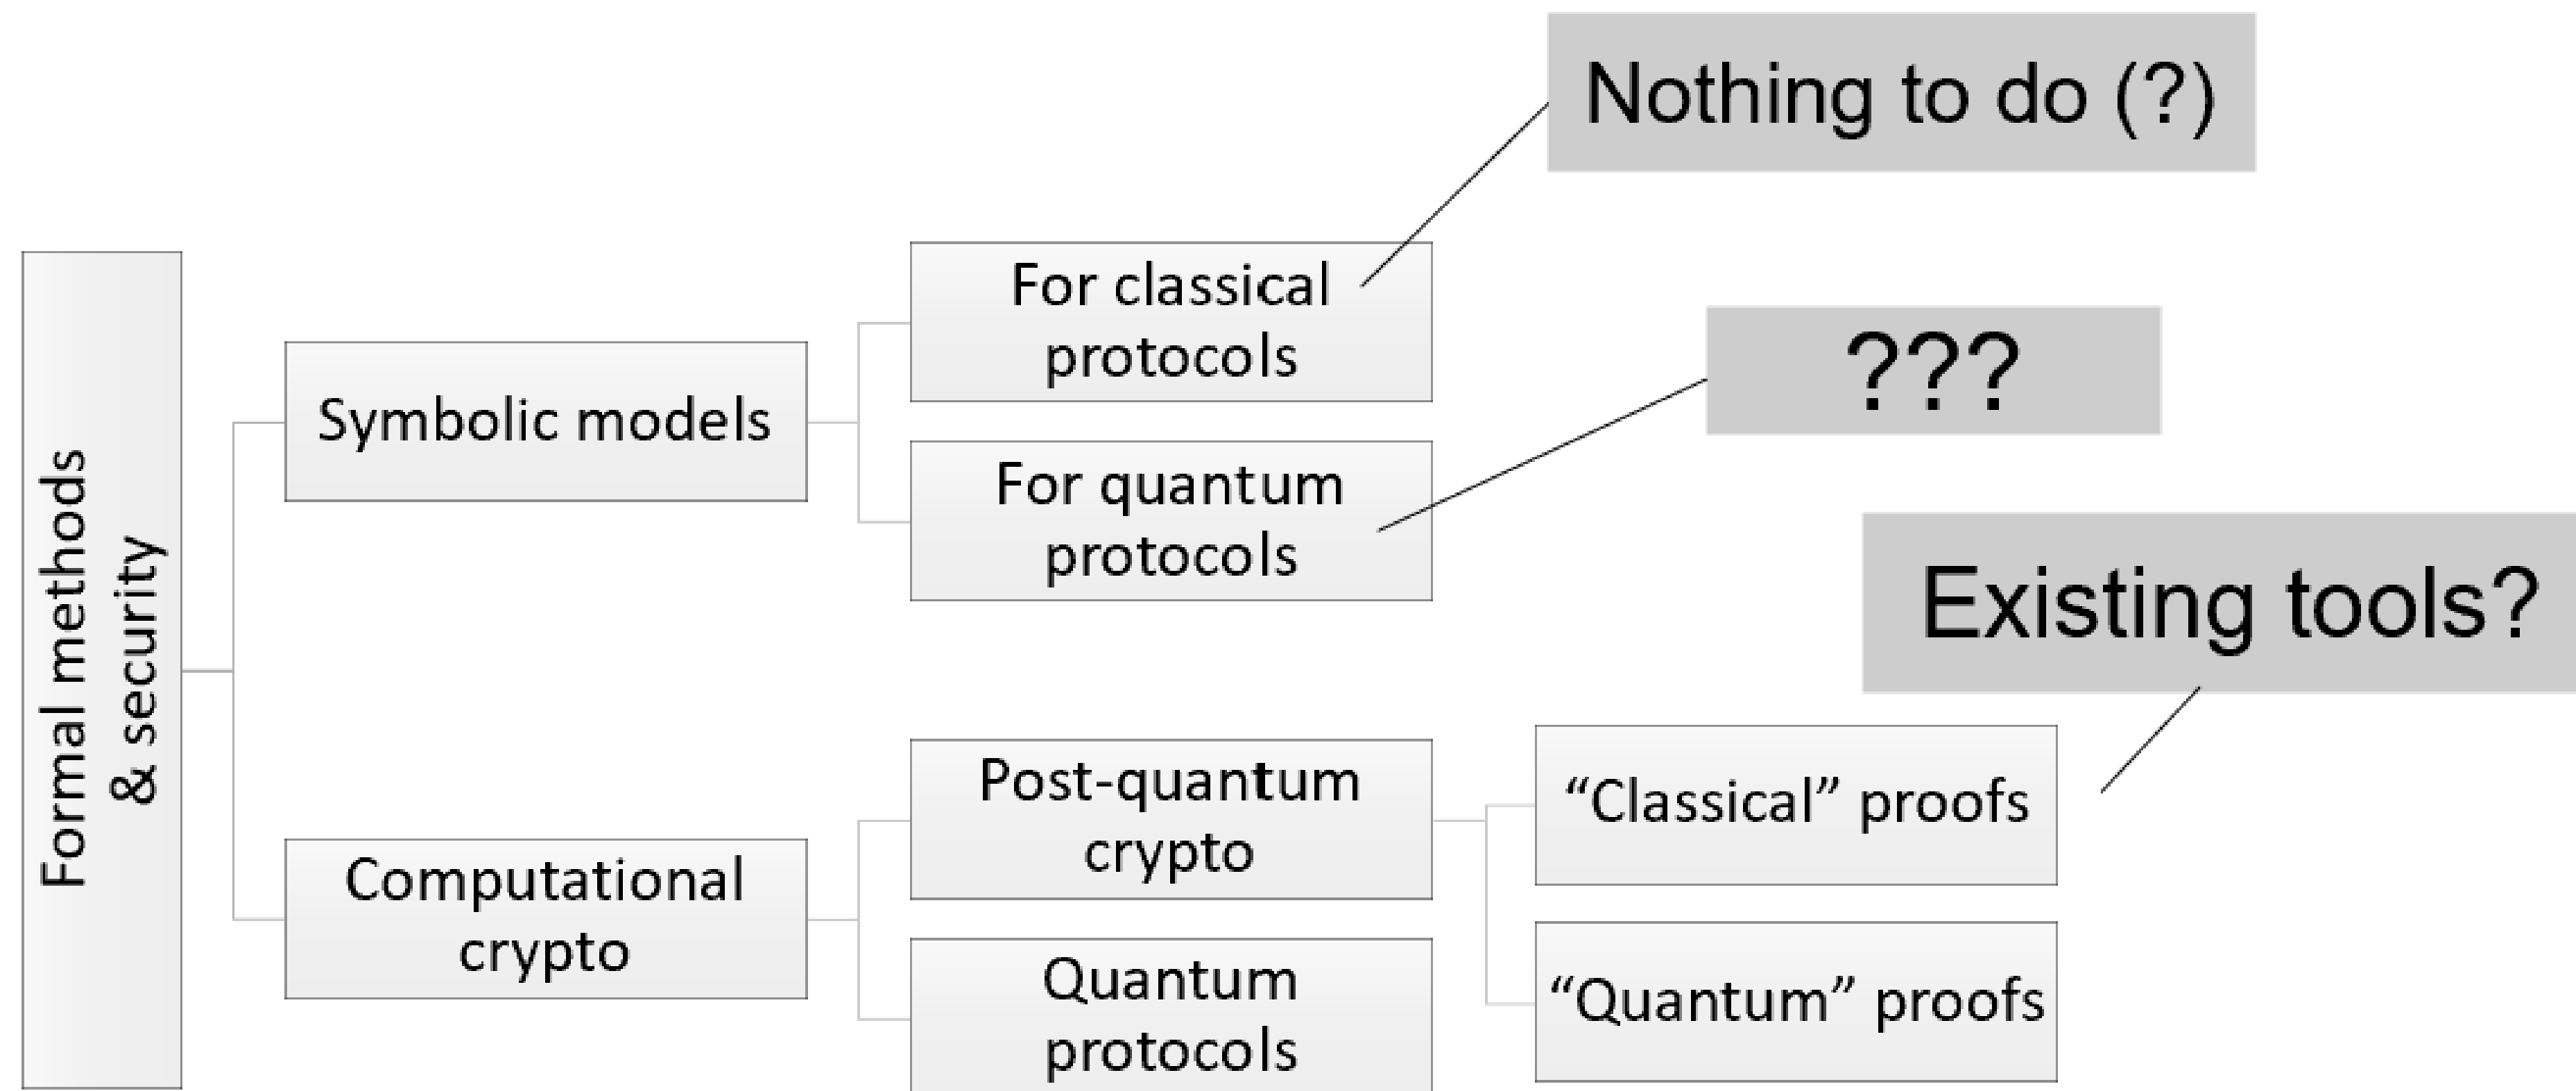 Nothing to do (?)
For classical
protocols
???
Symbolic models
For quantum
protocols
Formal methods
& security
Existing tools?
Post-quantum
crypto
“Classical” proofs
Computational
crypto
Quantum
protocols
“Quantum” proofs